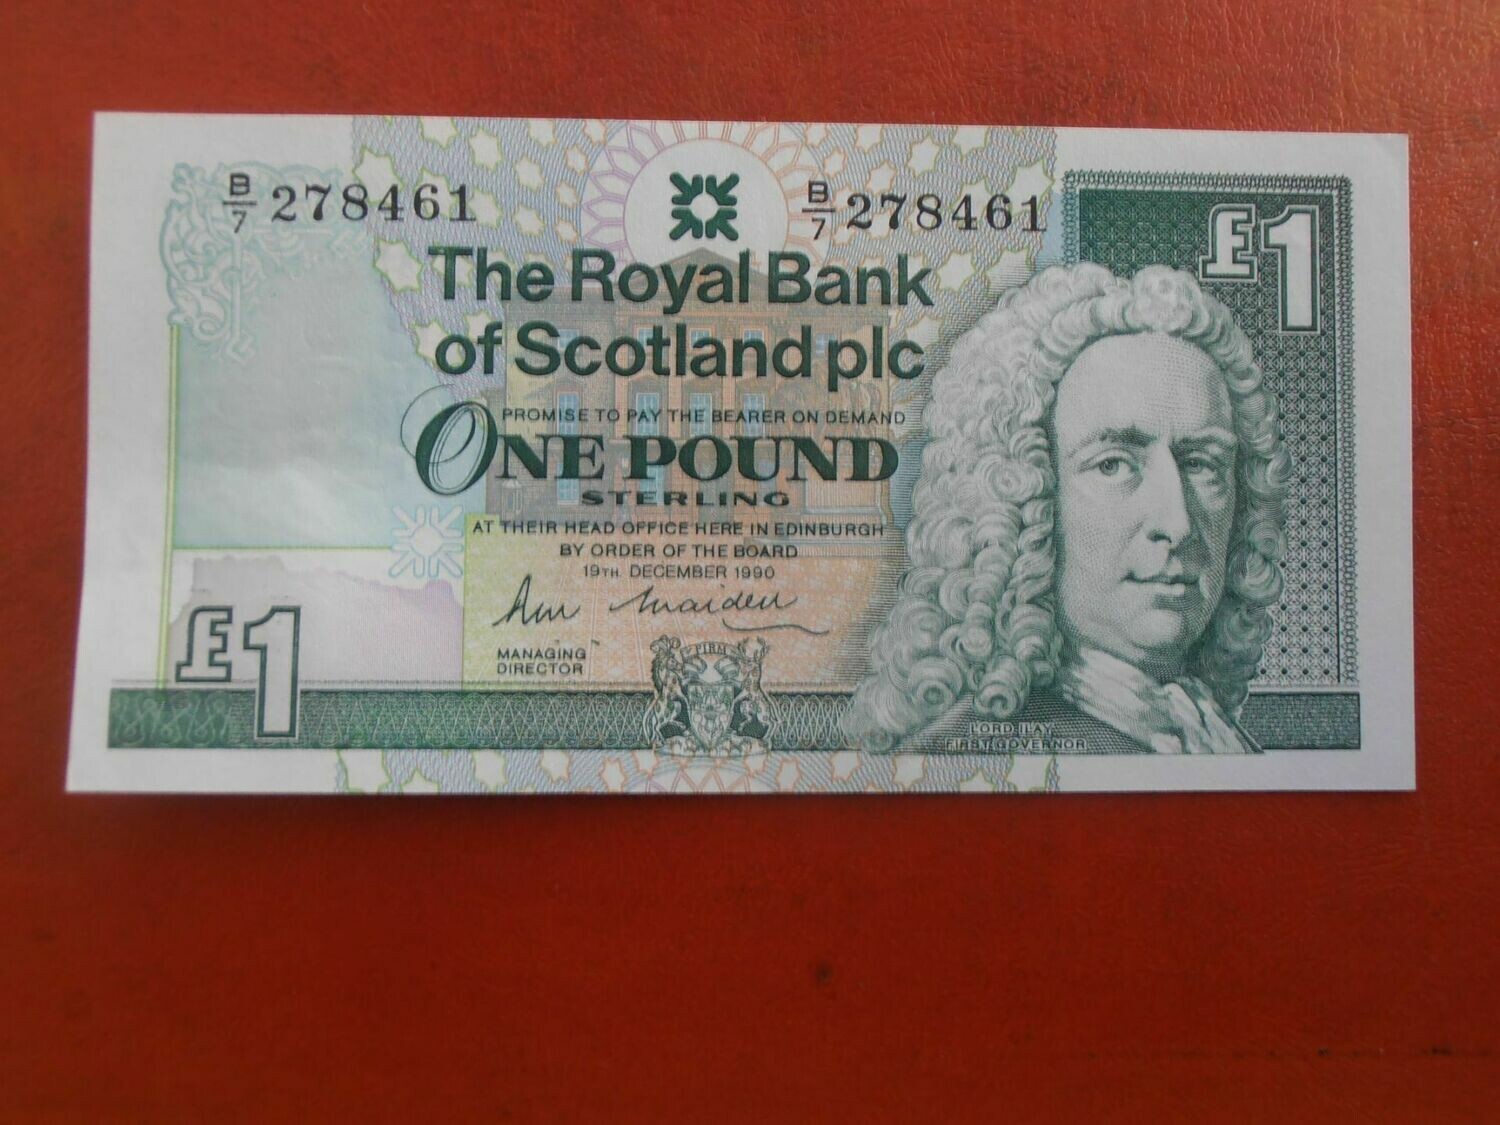 B/7 278461
B/7 278461
£1
The Royal Bank
of Scotland plc
PROMISE TO PAY THE BEARER ON DEMAND
ONE POUND
STERLING
AT THEIR HEAD OFFICE HERE IN EDINBURGH
BY ORDER OF THE BOARD
19TH DECEMBER 1990
Maiden
MANAGING
DIRECTOR
£1
FIRM
LORD ILAY
FIRST GOVERNOR